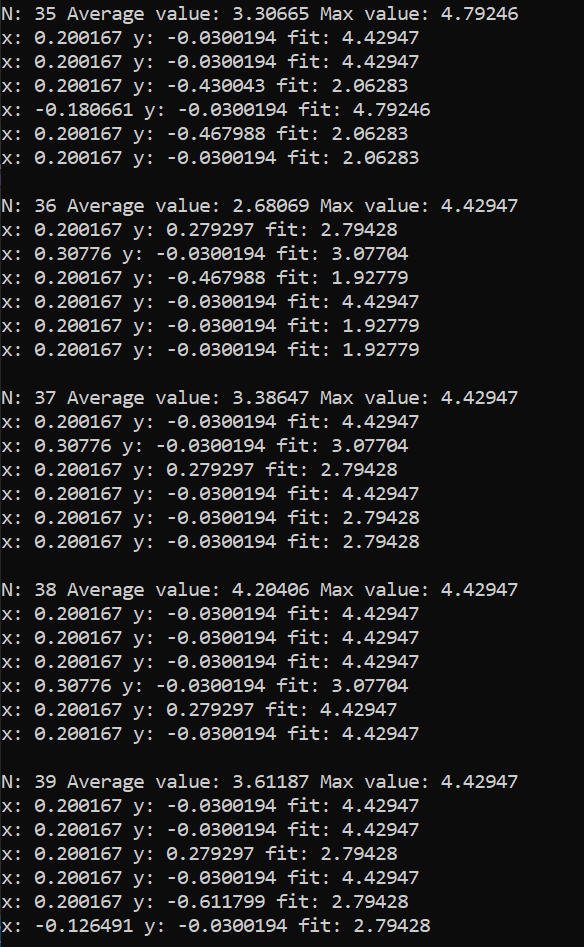 N: 35 Average value: 3.30665 Max value: 4.79246
x: 0.200167 y: -0.0300194 fit: 4.42947
x: 0.200167 y: -0.0300194 fit: 4.42947
x: 0.200167 y: -0.430043 fit: 2.06283
x: -0.180661 y: -0.0300194 fit: 4.79246
x: 0.200167 y: -0.467988 fit: 2.06283
x: 0.200167 y: -0.0300194 fit: 2.06283
N: 36 Average value: 2.68069 Max value: 4.42947
x: 0.200167 y: 0.279297 fit: 2.79428
x: 0.30776 y: -0.0300194 fit: 3.07704
x: 0.200167 y: -0.467988 fit: 1.92779
x: 0.200167 y: -0.0300194 fit: 4.42947
x: 0.200167 y: -0.0300194 fit: 1.92779
x: 0.200167 y: -0.0300194 fit: 1.92779
N: 37 Average value: 3.38647 Max value: 4.42947
x: 0.200167 y: -0.0300194 fit: 4.42947
x: 0.30776 y: -0.0300194 fit: 3.07704
x: 0.200167 y: 0.279297 fit: 2.79428
x: 0.200167 y: -0.0300194 fit: 4.42947
x: 0.200167 y: -0.0300194 fit: 2.79428
x: 0.200167 y: -0.0300194 fit: 2.79428
N: 38 Average value: 4.20406 Max value: 4.42947
x: 0.200167 y: -0.0300194 fit: 4.42947
x: 0.200167 y: -0.0300194 fit: 4.42947
x: 0.200167 y: -0.0300194 fit: 4.42947
x: 0.30776 y: -0.0300194 fit: 3.07704
x: 0.200167 y: 0.279297 fit: 4.42947
x: 0.200167 y: -0.0300194 fit: 4.42947
N: 39 Average value: 3.61187 Max value: 4.42947
x: 0.200167 y: -0.0300194 fit: 4.42947
x: 0.200167 y: -0.0300194 fit: 4.42947
x: 0.200167 y: 0.279297 fit: 2.79428
x: 0.200167 y: -0.0300194 fit: 4.42947
x: 0.200167 y: -0.611799 fit: 2.79428
x: -0.126491 y: -0.0300194 fit: 2.79428